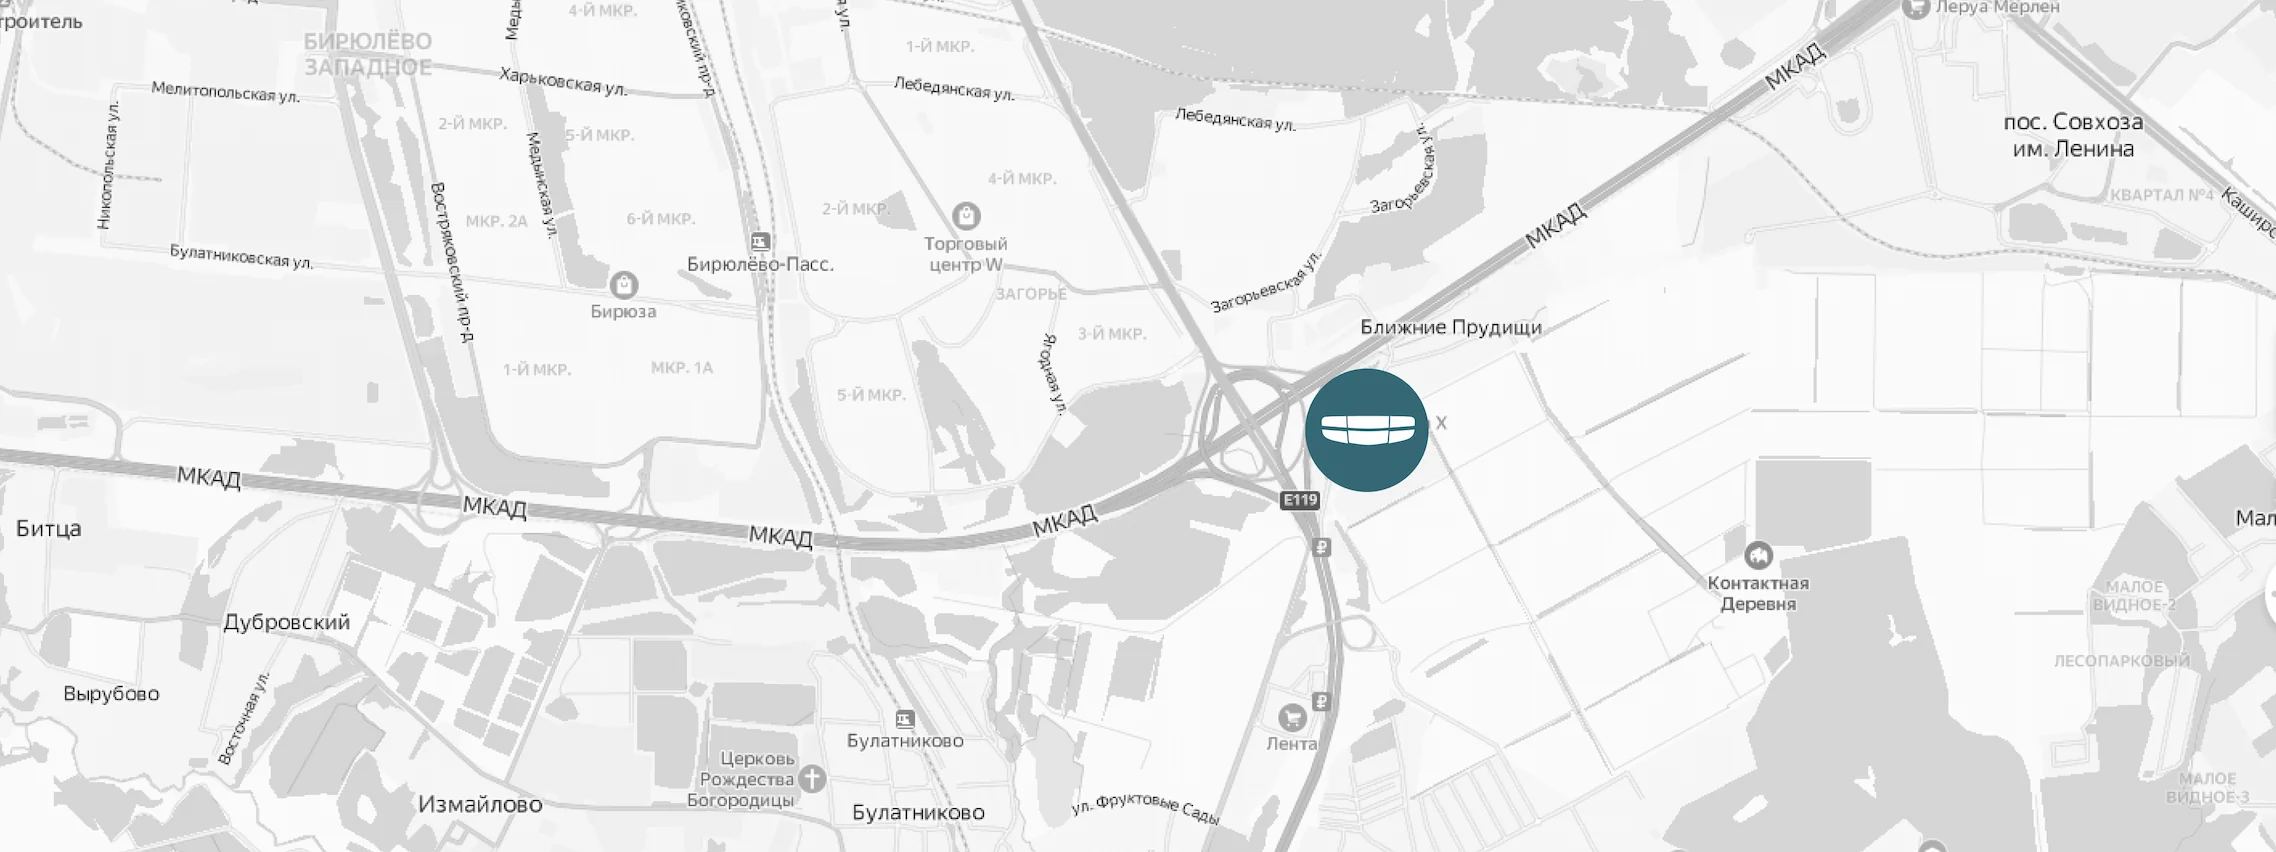 троитель
БИРЮЛЁВО
ЗАПАДНОЕ
4-Й МКР.
1-Й МКР.
Леруа Мерлен
МКАД
Харьковская ул.
Мелитопольская ул.
Лебедянская ул.
Лебедянская ул.
Никопольская ул.
2-Й МКР.
5-Й МКР.
Медынская ул.
пос. Совхоза
им. Ленина
4-Й МКР.
Загорьевская ул.
Загорьевская ул.
КВАРТАЛ №4
Востряковский пр-д
МКР. 2А
6-Й МКР.
2-Й МКР.
МКАД
Торговый
центр W
Булатниковская ул.
Бирюлёво-Пасс.
Загорьевская ул.
ЗАГОРЬЕ
Бирюза
3-Й МКР.
Ближние Прудищи
Ягодная ул.
1-Й МКР.
МКР. 1А
5-Й МКР.
Х
МКАД
МКАД
МКАД
МКАД
E119
Битца
Мал
Контактная
Деревня
МАЛОЕ
ВИДНОЕ-2
Дубровский
ЛЕСОПАРКОВЫЙ
Вырубово
Восточная ул.
Булатниково
Лента
Церковь
Рождества
Богородицы
МАЛОЕ
ВИДНОЕ-3
Измайлово
Булатниково
ул. Фруктовые Сады